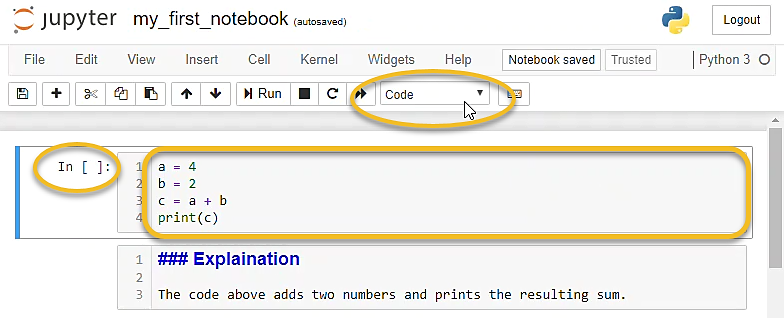 jupyter my_first_notebook (autosaved) Logout
File Edit View Insert Cell Kernel Widgets Help Notebook saved Trusted Python 3
Run Code
In [ ]:
1 a = 4
2 b = 2
3 c = a + b
4 print(c)
1 ### Explaination
2
3 The code above adds two numbers and prints the resulting sum.